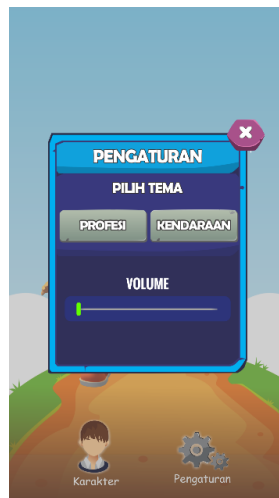 PENGATURAN
PILIH TEMA
PROFESI KENDARAAN
VOLUME
Karakter Pengaturan